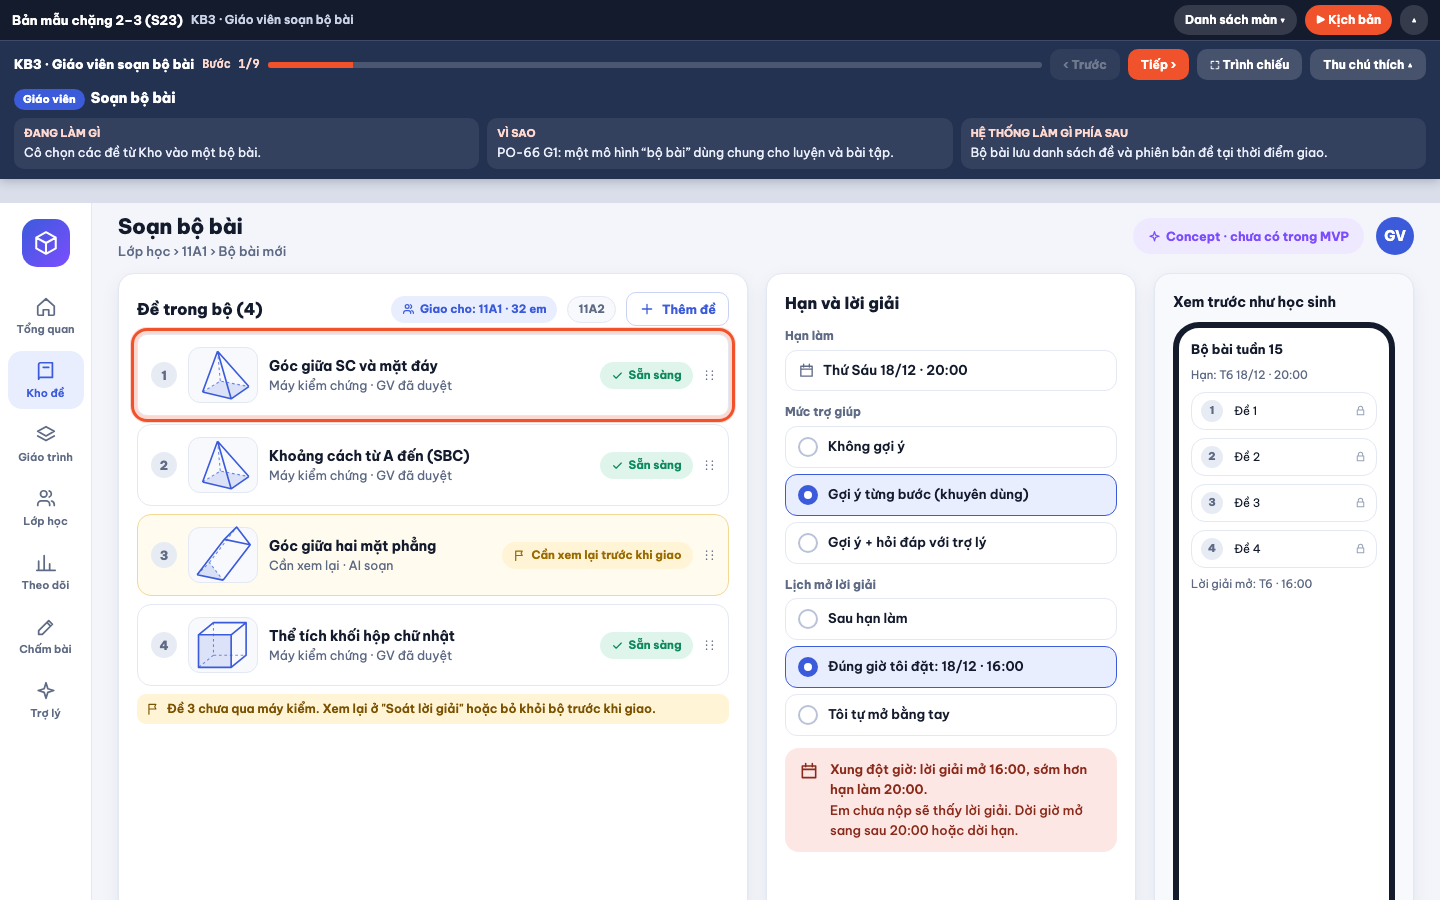 Bản mẫu chặng 2–3 (S23) KB3 · Giáo viên soạn bộ bài
Danh sách màn ▾
▶ Kịch bản
▴
KB3 · Giáo viên soạn bộ bài Bước 1/9
‹ Trước
Tiếp ›
⛶ Trình chiếu
Thu chú thích ▴
Giáo viên Soạn bộ bài
ĐANG LÀM GÌ
Cô chọn các đề từ Kho vào một bộ bài.
VÌ SAO
PO-66 G1: một mô hình “bộ bài” dùng chung cho luyện và bài tập.
HỆ THỐNG LÀM GÌ PHÍA SAU
Bộ bài lưu danh sách đề và phiên bản đề tại thời điểm giao.
Tổng quan
Kho đề
Giáo trình
Lớp học
Theo dõi
Chấm bài
Trợ lý
Soạn bộ bài
Lớp học › 11A1 › Bộ bài mới
Concept · chưa có trong MVP
GV
Đề trong bộ (4)
Giao cho: 11A1 · 32 em
11A2
Thêm đề
1
Góc giữa SC và mặt đáy
Máy kiểm chứng · GV đã duyệt
Sẵn sàng
2
Khoảng cách từ A đến (SBC)
Máy kiểm chứng · GV đã duyệt
Sẵn sàng
3
Góc giữa hai mặt phẳng
Cần xem lại · AI soạn
Cần xem lại trước khi giao
4
Thể tích khối hộp chữ nhật
Máy kiểm chứng · GV đã duyệt
Sẵn sàng
Đề 3 chưa qua máy kiểm. Xem lại ở "Soát lời giải" hoặc bỏ khỏi bộ trước khi giao.
Hạn và lời giải
Hạn làm
Thứ Sáu 18/12 · 20:00
Mức trợ giúp
Không gợi ý
Gợi ý từng bước (khuyên dùng)
Gợi ý + hỏi đáp với trợ lý
Lịch mở lời giải
Sau hạn làm
Đúng giờ tôi đặt: 18/12 · 16:00
Tôi tự mở bằng tay
Xung đột giờ: lời giải mở 16:00, sớm hơn
hạn làm 20:00.
Em chưa nộp sẽ thấy lời giải. Dời giờ mở
sang sau 20:00 hoặc dời hạn.
Xem trước như học sinh
Bộ bài tuần 15
Hạn: T6 18/12 · 20:00
1 Đề 1
2 Đề 2
3 Đề 3
4 Đề 4
Lời giải mở: T6 · 16:00